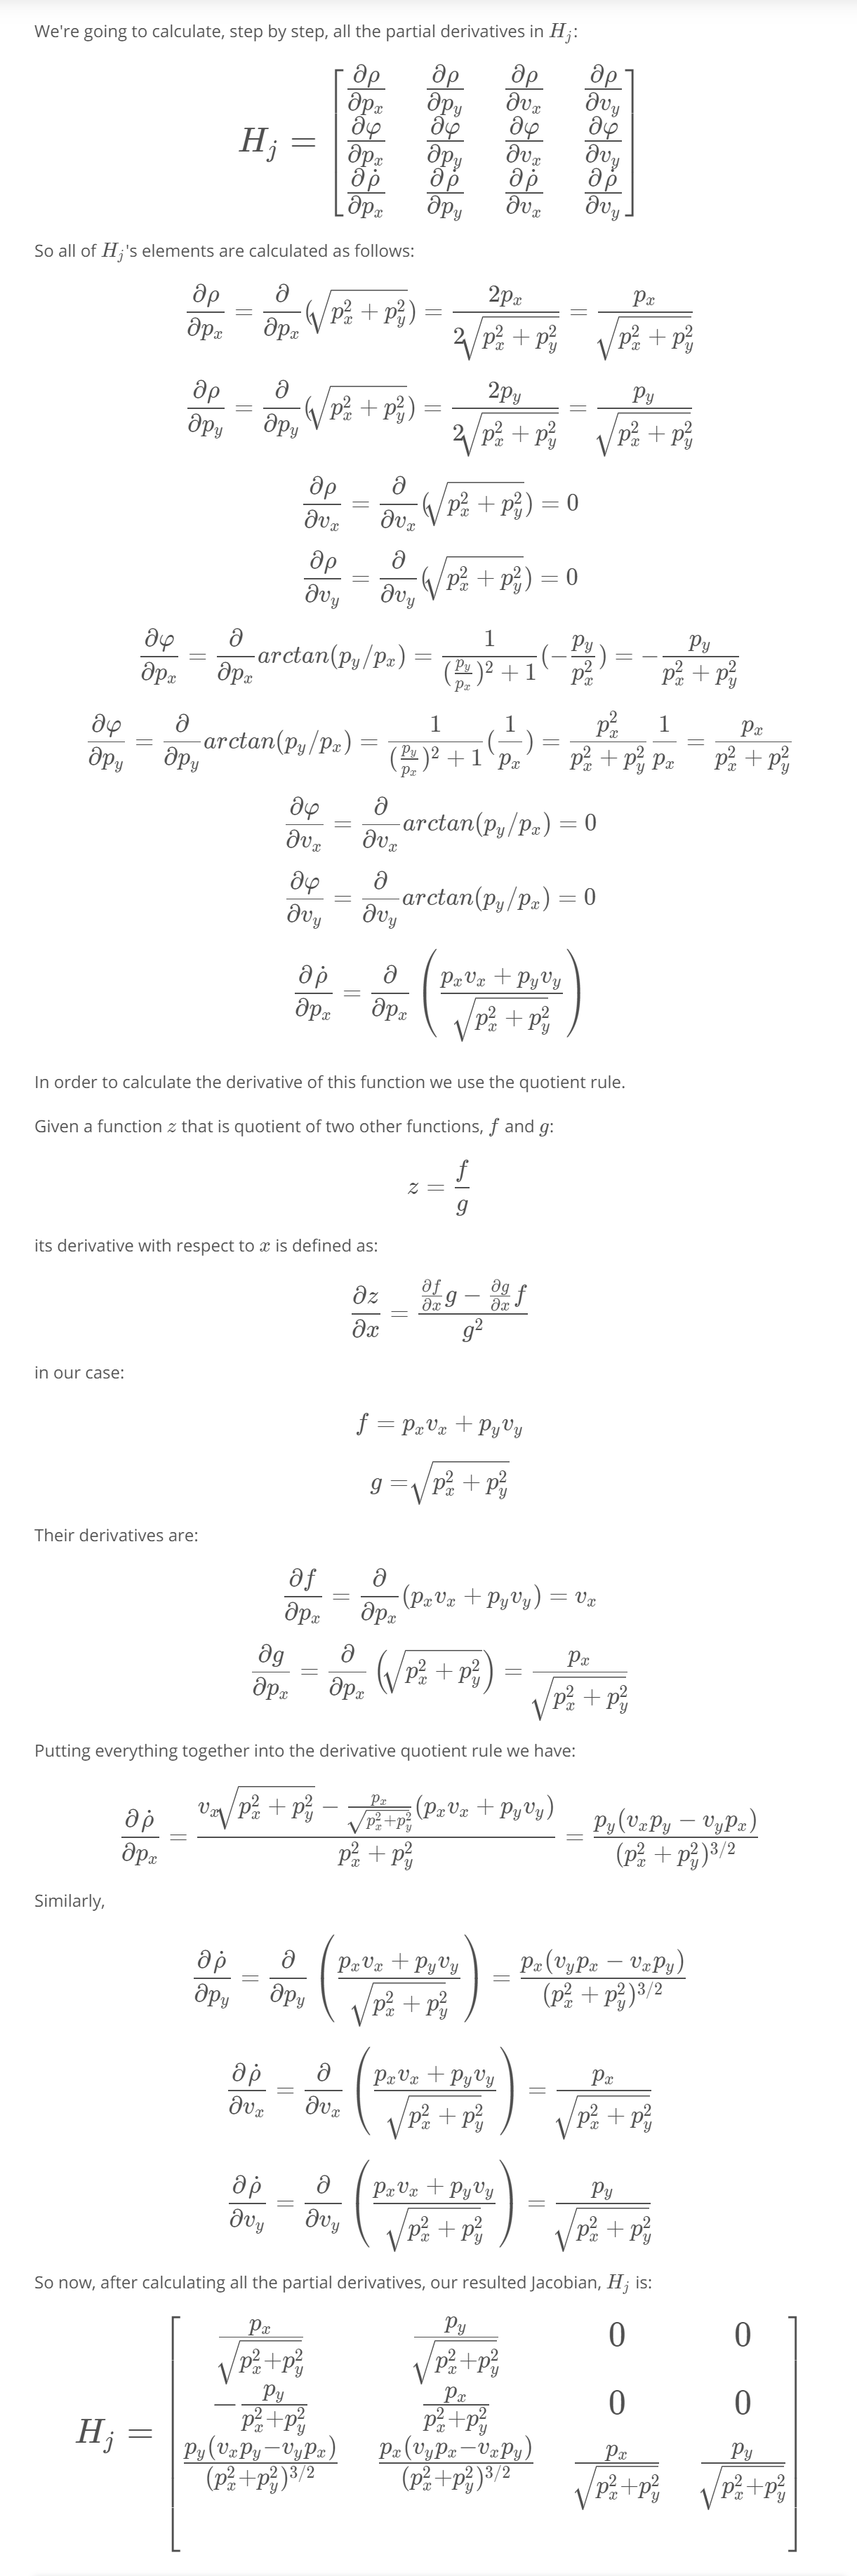 We're going to calculate, step by step, all the partial derivatives in $H_j$:
$H_j = \begin{bmatrix} \frac{\partial \rho}{\partial p_x} & \frac{\partial \rho}{\partial p_y} & \frac{\partial \rho}{\partial v_x} & \frac{\partial \rho}{\partial v_y} \\ \frac{\partial \varphi}{\partial p_x} & \frac{\partial \varphi}{\partial p_y} & \frac{\partial \varphi}{\partial v_x} & \frac{\partial \varphi}{\partial v_y} \\ \frac{\partial \dot{\rho}}{\partial p_x} & \frac{\partial \dot{\rho}}{\partial p_y} & \frac{\partial \dot{\rho}}{\partial v_x} & \frac{\partial \dot{\rho}}{\partial v_y} \end{bmatrix}$
So all of $H_j$'s elements are calculated as follows:
$\frac{\partial \rho}{\partial p_x} = \frac{\partial}{\partial p_x}(\sqrt{p_x^2 + p_y^2}) = \frac{2p_x}{2\sqrt{p_x^2 + p_y^2}} = \frac{p_x}{\sqrt{p_x^2 + p_y^2}}$
$\frac{\partial \rho}{\partial p_y} = \frac{\partial}{\partial p_y}(\sqrt{p_x^2 + p_y^2}) = \frac{2p_y}{2\sqrt{p_x^2 + p_y^2}} = \frac{p_y}{\sqrt{p_x^2 + p_y^2}}$
$\frac{\partial \rho}{\partial v_x} = \frac{\partial}{\partial v_x}(\sqrt{p_x^2 + p_y^2}) = 0$
$\frac{\partial \rho}{\partial v_y} = \frac{\partial}{\partial v_y}(\sqrt{p_x^2 + p_y^2}) = 0$
$\frac{\partial \varphi}{\partial p_x} = \frac{\partial}{\partial p_x} arctan(p_y/p_x) = \frac{1}{(\frac{p_y}{p_x})^2 + 1}(-\frac{p_y}{p_x^2}) = -\frac{p_y}{p_x^2 + p_y^2}$
$\frac{\partial \varphi}{\partial p_y} = \frac{\partial}{\partial p_y} arctan(p_y/p_x) = \frac{1}{(\frac{p_y}{p_x})^2 + 1}(\frac{1}{p_x}) = \frac{p_x^2}{p_x^2 + p_y^2}\frac{1}{p_x} = \frac{p_x}{p_x^2 + p_y^2}$
$\frac{\partial \varphi}{\partial v_x} = \frac{\partial}{\partial v_x} arctan(p_y/p_x) = 0$
$\frac{\partial \varphi}{\partial v_y} = \frac{\partial}{\partial v_y} arctan(p_y/p_x) = 0$
$\frac{\partial \dot{\rho}}{\partial p_x} = \frac{\partial}{\partial p_x}\left(\frac{p_x v_x + p_y v_y}{\sqrt{p_x^2 + p_y^2}}\right)$
In order to calculate the derivative of this function we use the quotient rule.
Given a function $z$ that is quotient of two other functions, $f$ and $g$:
$z = \frac{f}{g}$
its derivative with respect to $x$ is defined as:
$\frac{\partial z}{\partial x} = \frac{\frac{\partial f}{\partial x}g - \frac{\partial g}{\partial x}f}{g^2}$
in our case:
$f = p_x v_x + p_y v_y$
$g = \sqrt{p_x^2 + p_y^2}$
Their derivatives are:
$\frac{\partial f}{\partial p_x} = \frac{\partial}{\partial p_x}(p_x v_x + p_y v_y) = v_x$
$\frac{\partial g}{\partial p_x} = \frac{\partial}{\partial p_x}\left(\sqrt{p_x^2 + p_y^2}\right) = \frac{p_x}{\sqrt{p_x^2 + p_y^2}}$
Putting everything together into the derivative quotient rule we have:
$\frac{\partial \dot{\rho}}{\partial p_x} = \frac{v_x\sqrt{p_x^2 + p_y^2} - \frac{p_x}{\sqrt{p_x^2 + p_y^2}}(p_x v_x + p_y v_y)}{p_x^2 + p_y^2} = \frac{p_y(v_x p_y - v_y p_x)}{(p_x^2 + p_y^2)^{3/2}}$
Similarly,
$\frac{\partial \dot{\rho}}{\partial p_y} = \frac{\partial}{\partial p_y}\left(\frac{p_x v_x + p_y v_y}{\sqrt{p_x^2 + p_y^2}}\right) = \frac{p_x(v_y p_x - v_x p_y)}{(p_x^2 + p_y^2)^{3/2}}$
$\frac{\partial \dot{\rho}}{\partial v_x} = \frac{\partial}{\partial v_x}\left(\frac{p_x v_x + p_y v_y}{\sqrt{p_x^2 + p_y^2}}\right) = \frac{p_x}{\sqrt{p_x^2 + p_y^2}}$
$\frac{\partial \dot{\rho}}{\partial v_y} = \frac{\partial}{\partial v_y}\left(\frac{p_x v_x + p_y v_y}{\sqrt{p_x^2 + p_y^2}}\right) = \frac{p_y}{\sqrt{p_x^2 + p_y^2}}$
So now, after calculating all the partial derivatives, our resulted Jacobian, $H_j$ is:
$H_j = \begin{bmatrix} \frac{p_x}{\sqrt{p_x^2 + p_y^2}} & \frac{p_y}{\sqrt{p_x^2 + p_y^2}} & 0 & 0 \\ -\frac{p_y}{p_x^2 + p_y^2} & \frac{p_x}{p_x^2 + p_y^2} & 0 & 0 \\ \frac{p_y(v_x p_y - v_y p_x)}{(p_x^2 + p_y^2)^{3/2}} & \frac{p_x(v_y p_x - v_x p_y)}{(p_x^2 + p_y^2)^{3/2}} & \frac{p_x}{\sqrt{p_x^2 + p_y^2}} & \frac{p_y}{\sqrt{p_x^2 + p_y^2}} \end{bmatrix}$